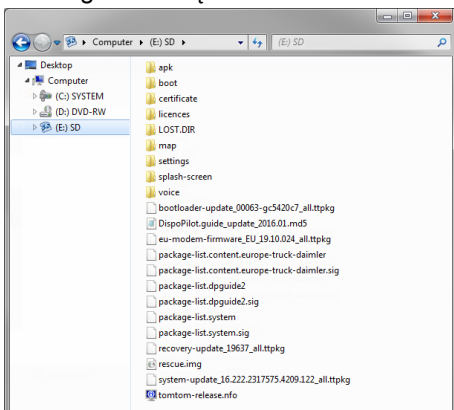 Computer ▸ (E:) SD ▸
(E:) SD
Desktop
Computer
(C:) SYSTEM
(D:) DVD-RW
(E:) SD
apk
boot
certificate
licences
LOST.DIR
map
settings
splash-screen
voice
bootloader-update_00063-gc5420c7_all.ttpkg
DispoPilot.guide_update_2016.01.md5
eu-modem-firmware_EU_19.10.024_all.ttpkg
package-list.content.europe-truck-daimler
package-list.content.europe-truck-daimler.sig
package-list.dpguide2
package-list.dpguide2.sig
package-list.system
package-list.system.sig
recovery-update_19637_all.ttpkg
rescue.img
system-update_16.222.2317575.4209.122_all.ttpkg
tomtom-release.nfo